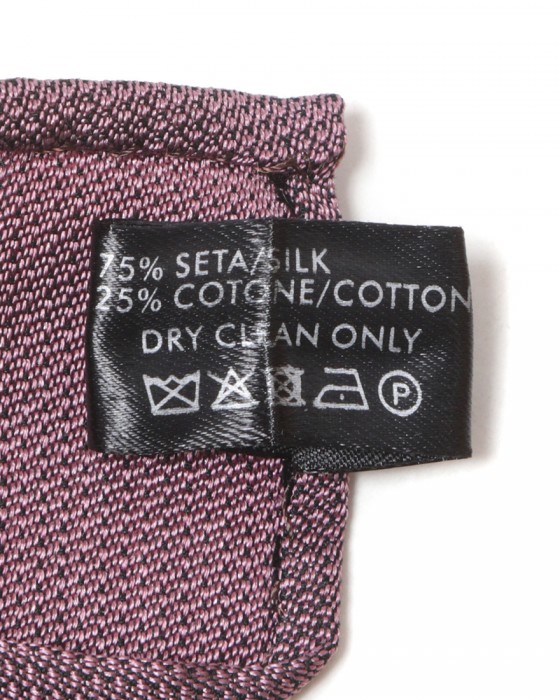 75% SETA/SILK
25% COTONE/COTTON
DRY CLEAN ONLY
P